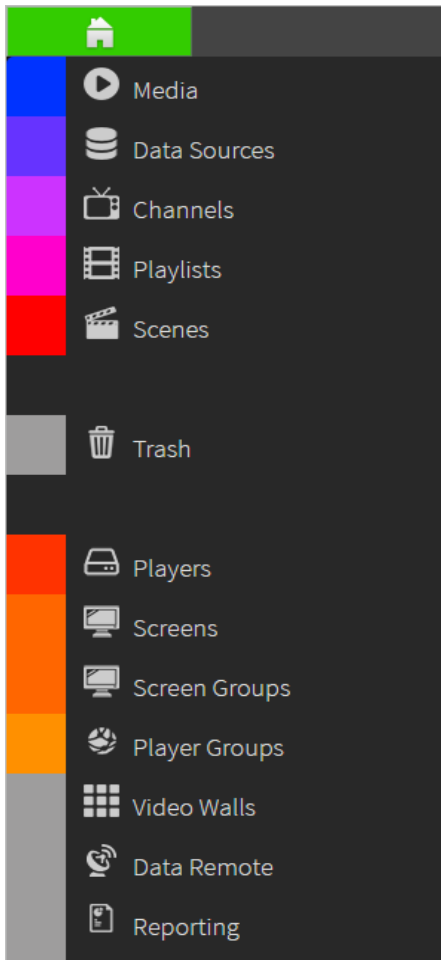 Media
Data Sources
Channels
Playlists
Scenes
Trash
Players
Screens
Screen Groups
Player Groups
Video Walls
Data Remote
Reporting